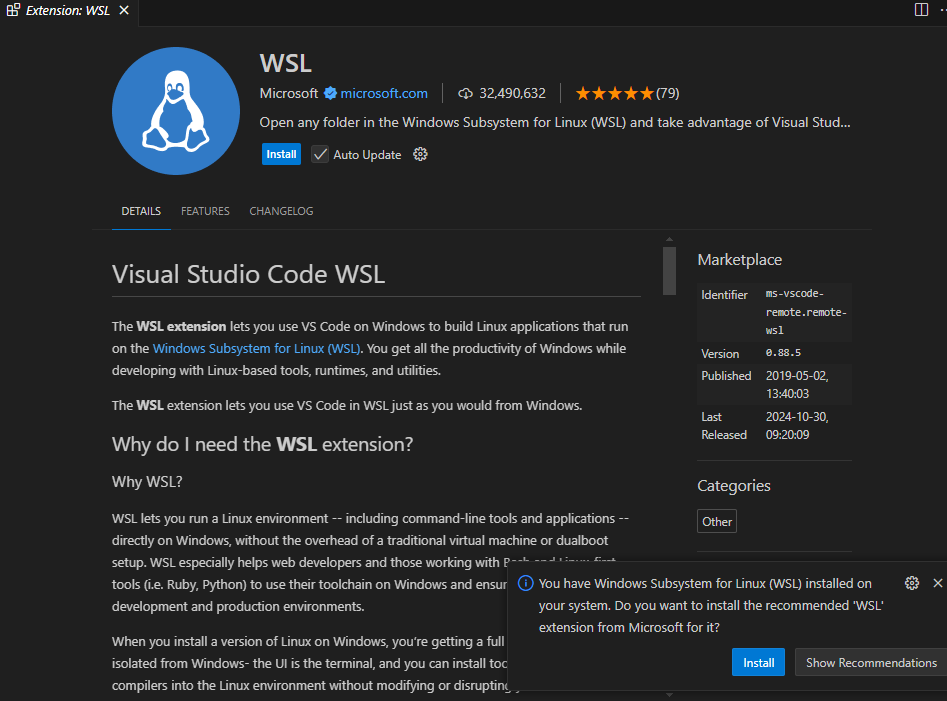 Extension: WSL
WSL
Microsoft microsoft.com 32,490,632 (79)
Open any folder in the Windows Subsystem for Linux (WSL) and take advantage of Visual Stud...
Install Auto Update
DETAILS FEATURES CHANGELOG
Visual Studio Code WSL
The WSL extension lets you use VS Code on Windows to build Linux applications that run
on the Windows Subsystem for Linux (WSL). You get all the productivity of Windows while
developing with Linux-based tools, runtimes, and utilities.
The WSL extension lets you use VS Code in WSL just as you would from Windows.
Why do I need the WSL extension?
Why WSL?
WSL lets you run a Linux environment -- including command-line tools and applications --
directly on Windows, without the overhead of a traditional virtual machine or dualboot
setup. WSL especially helps web developers and those working with Bash and Linux-first
tools (i.e. Ruby, Python) to use their toolchain on Windows and ensur
development and production environments.
When you install a version of Linux on Windows, you're getting a full
isolated from Windows- the UI is the terminal, and you can install too
compilers into the Linux environment without modifying or disrupting
Marketplace
Identifier ms-vscode-
remote.remote-
wsl
Version 0.88.5
Published 2019-05-02,
13:40:03
Last 2024-10-30,
Released 09:20:09
Categories
Other
You have Windows Subsystem for Linux (WSL) installed on
your system. Do you want to install the recommended 'WSL'
extension from Microsoft for it?
Install Show Recommendations